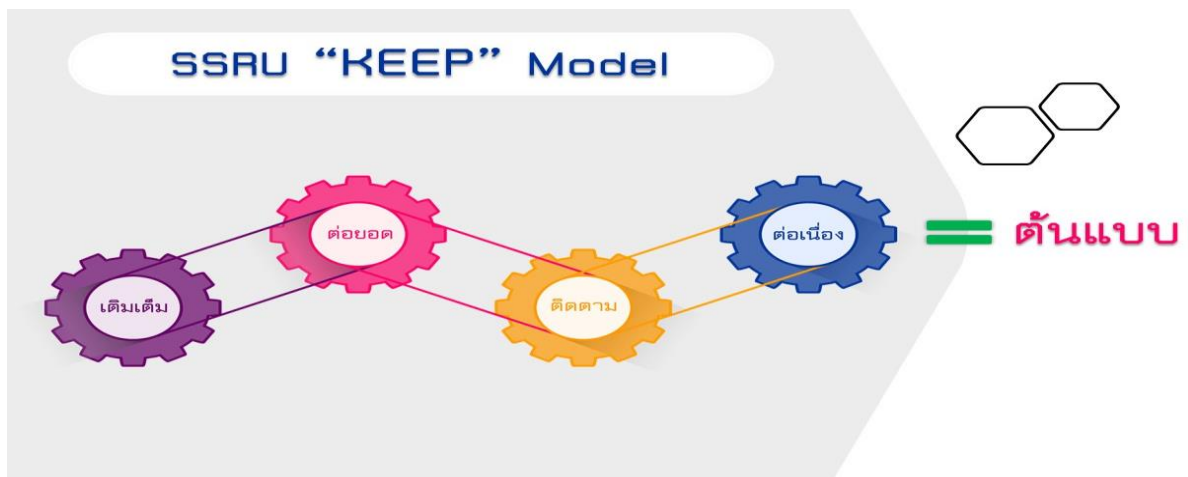 SSRU “KEEP” Model
เติมเต็ม
ต่อยอด
ติดตาม
ต่อเนื่อง
= ต้นแบบ